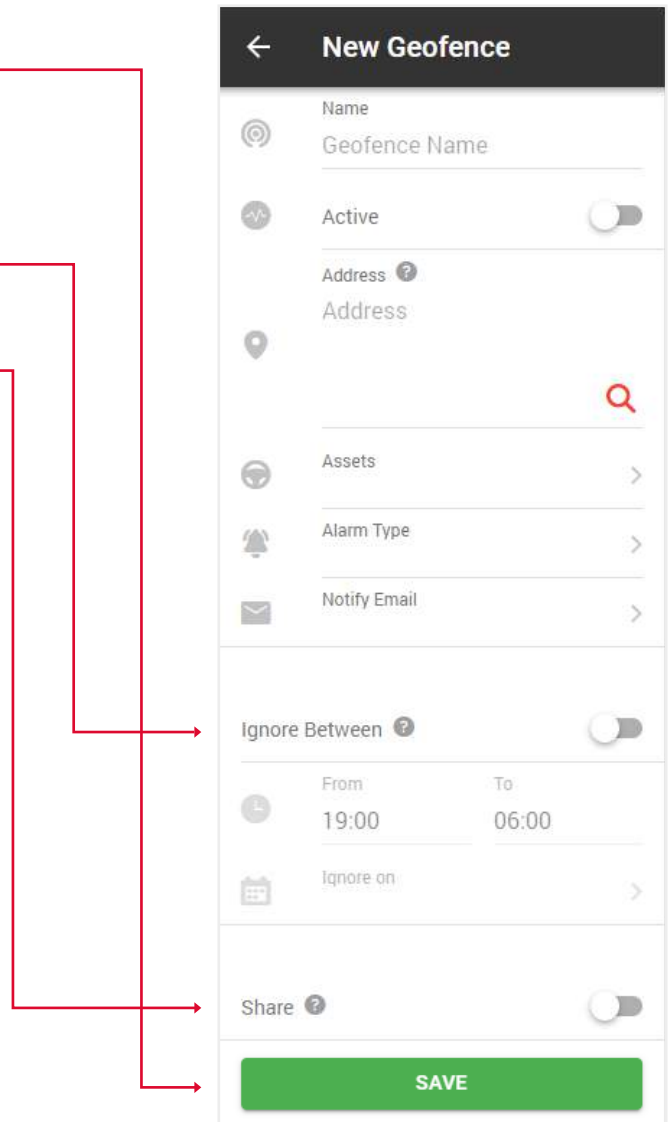 New Geofence
Name
Geofence Name
Active
Address
Address
Assets
Alarm Type
Notify Email
Ignore Between
From To
19:00 06:00
Ignore on
Share
SAVE